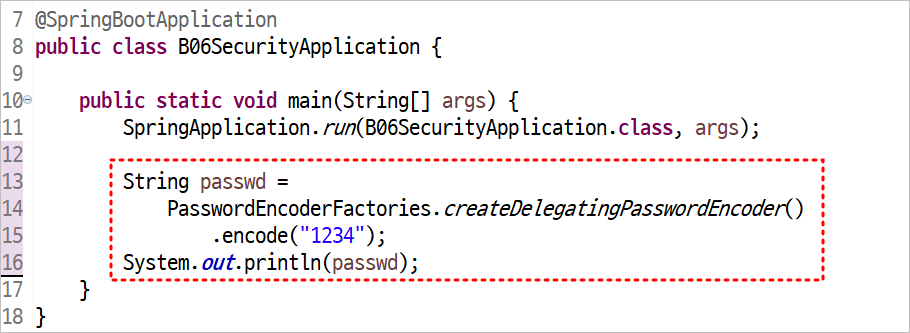 7 @SpringBootApplication
8 public class B06SecurityApplication {
9
10 public static void main(String[] args) {
11 SpringApplication.run(B06SecurityApplication.class, args);
12
13 String passwd =
14 PasswordEncoderFactories.createDelegatingPasswordEncoder()
15 .encode("1234");
16 System.out.println(passwd);
17 }
18 }